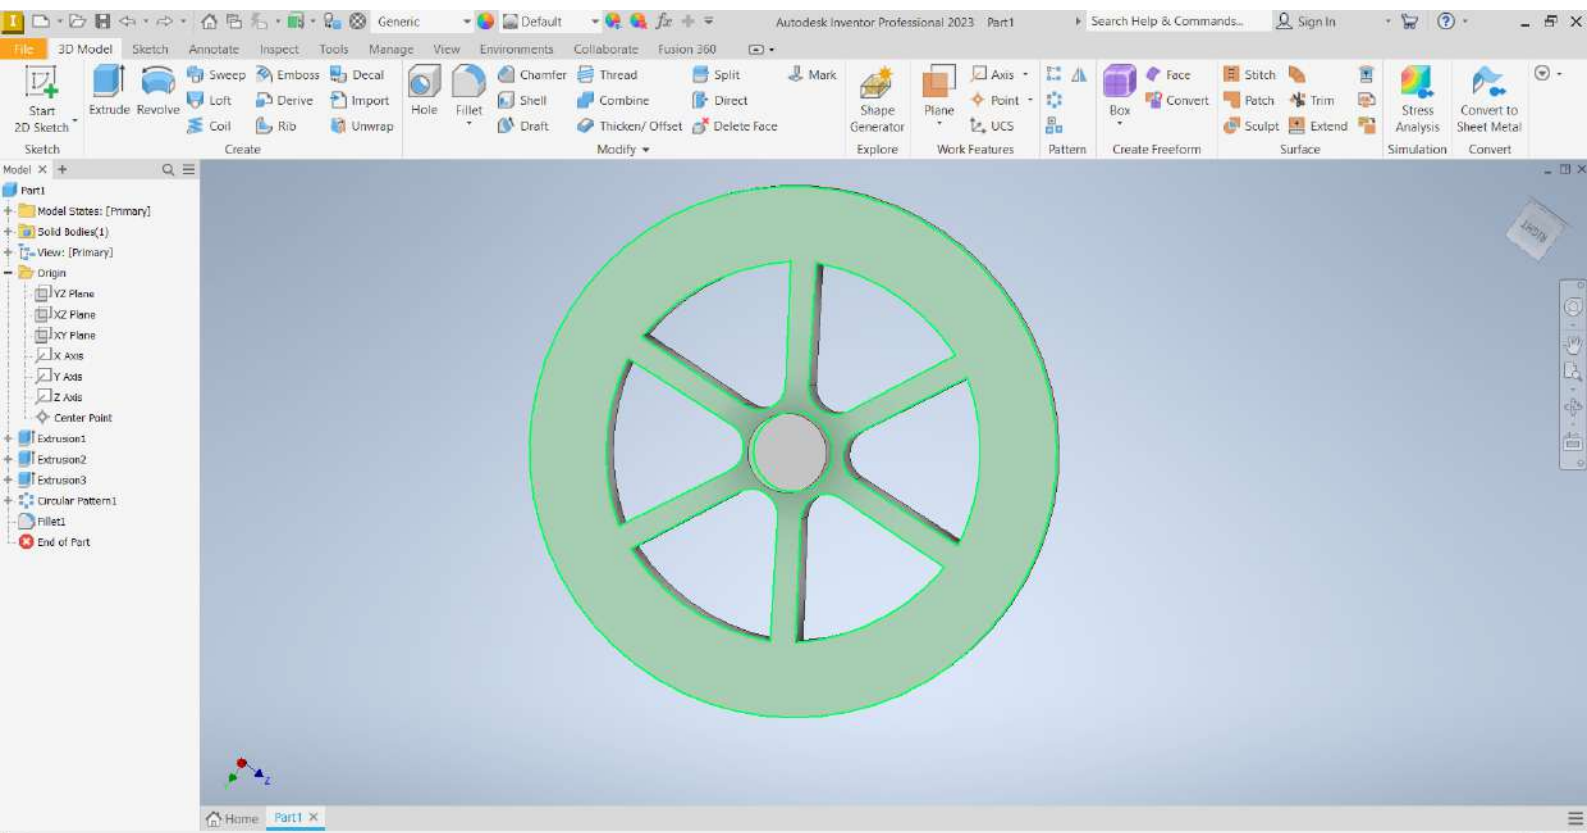 Generic
Default
Autodesk Inventor Professional 2023 Part1
Search Help & Commands...
Sign In
File 3D Model Sketch Annotate Inspect Tools Manage View Environments Collaborate Fusion 360
Start
2D Sketch
Sketch
Extrude Revolve
Sweep Emboss Decal
Loft Derive Import
Coil Rib Unwrap
Create
Hole Fillet
Chamfer Thread Split Mark
Shell Combine Direct
Draft Thicken/ Offset Delete Face
Modify
Shape
Generator
Explore
Plane
Axis
Point
UCS
Work Features
Pattern
Box
Face
Convert
Create Freeform
Stitch
Patch Trim
Sculpt Extend
Surface
Stress
Analysis
Simulation
Convert to
Sheet Metal
Convert
Model
Part1
Model States: [Primary]
Solid Bodies(1)
View: [Primary]
Origin
YZ Plane
XZ Plane
XY Plane
X Axis
Y Axis
Z Axis
Center Point
Extrusion1
Extrusion2
Extrusion3
Circular Pattern1
Fillet1
End of Part
RIGHT
Z
Home Part1